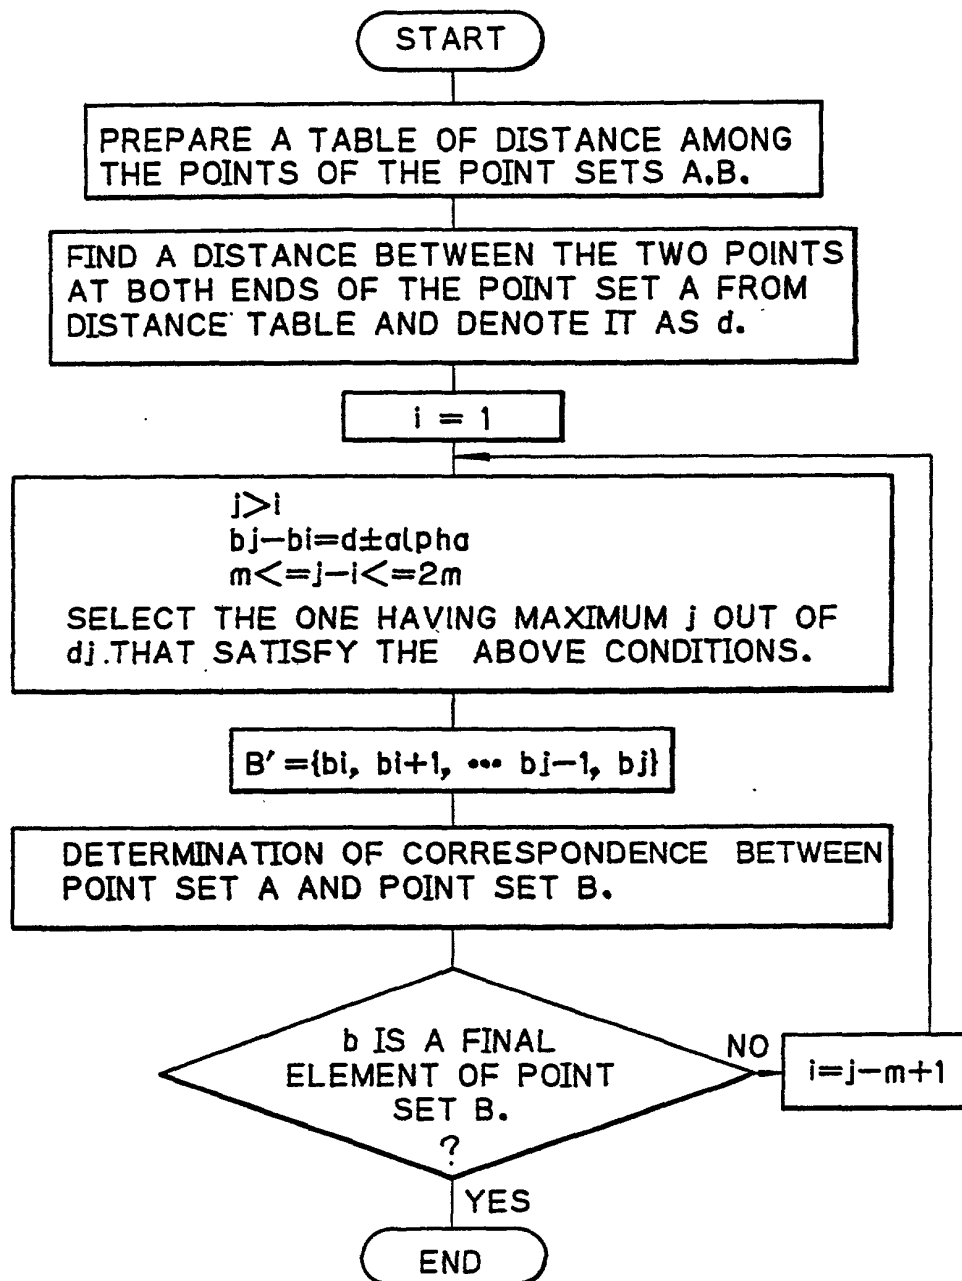 START
PREPARE A TABLE OF DISTANCE AMONG
THE POINTS OF THE POINT SETS A.B.
FIND A DISTANCE BETWEEN THE TWO POINTS
AT BOTH ENDS OF THE POINT SET A FROM
DISTANCE TABLE AND DENOTE IT AS d.
i = 1
j>i
bj-bi=d±alpha
m<=j-i<=2m
SELECT THE ONE HAVING MAXIMUM j OUT OF
dj.THAT SATISFY THE ABOVE CONDITIONS.
B'={bi, bi+1, ••• bj-1, bj}
DETERMINATION OF CORRESPONDENCE BETWEEN
POINT SET A AND POINT SET B.
b IS A FINAL
ELEMENT OF POINT
SET B.
?
NO
i=j-m+1
YES
END